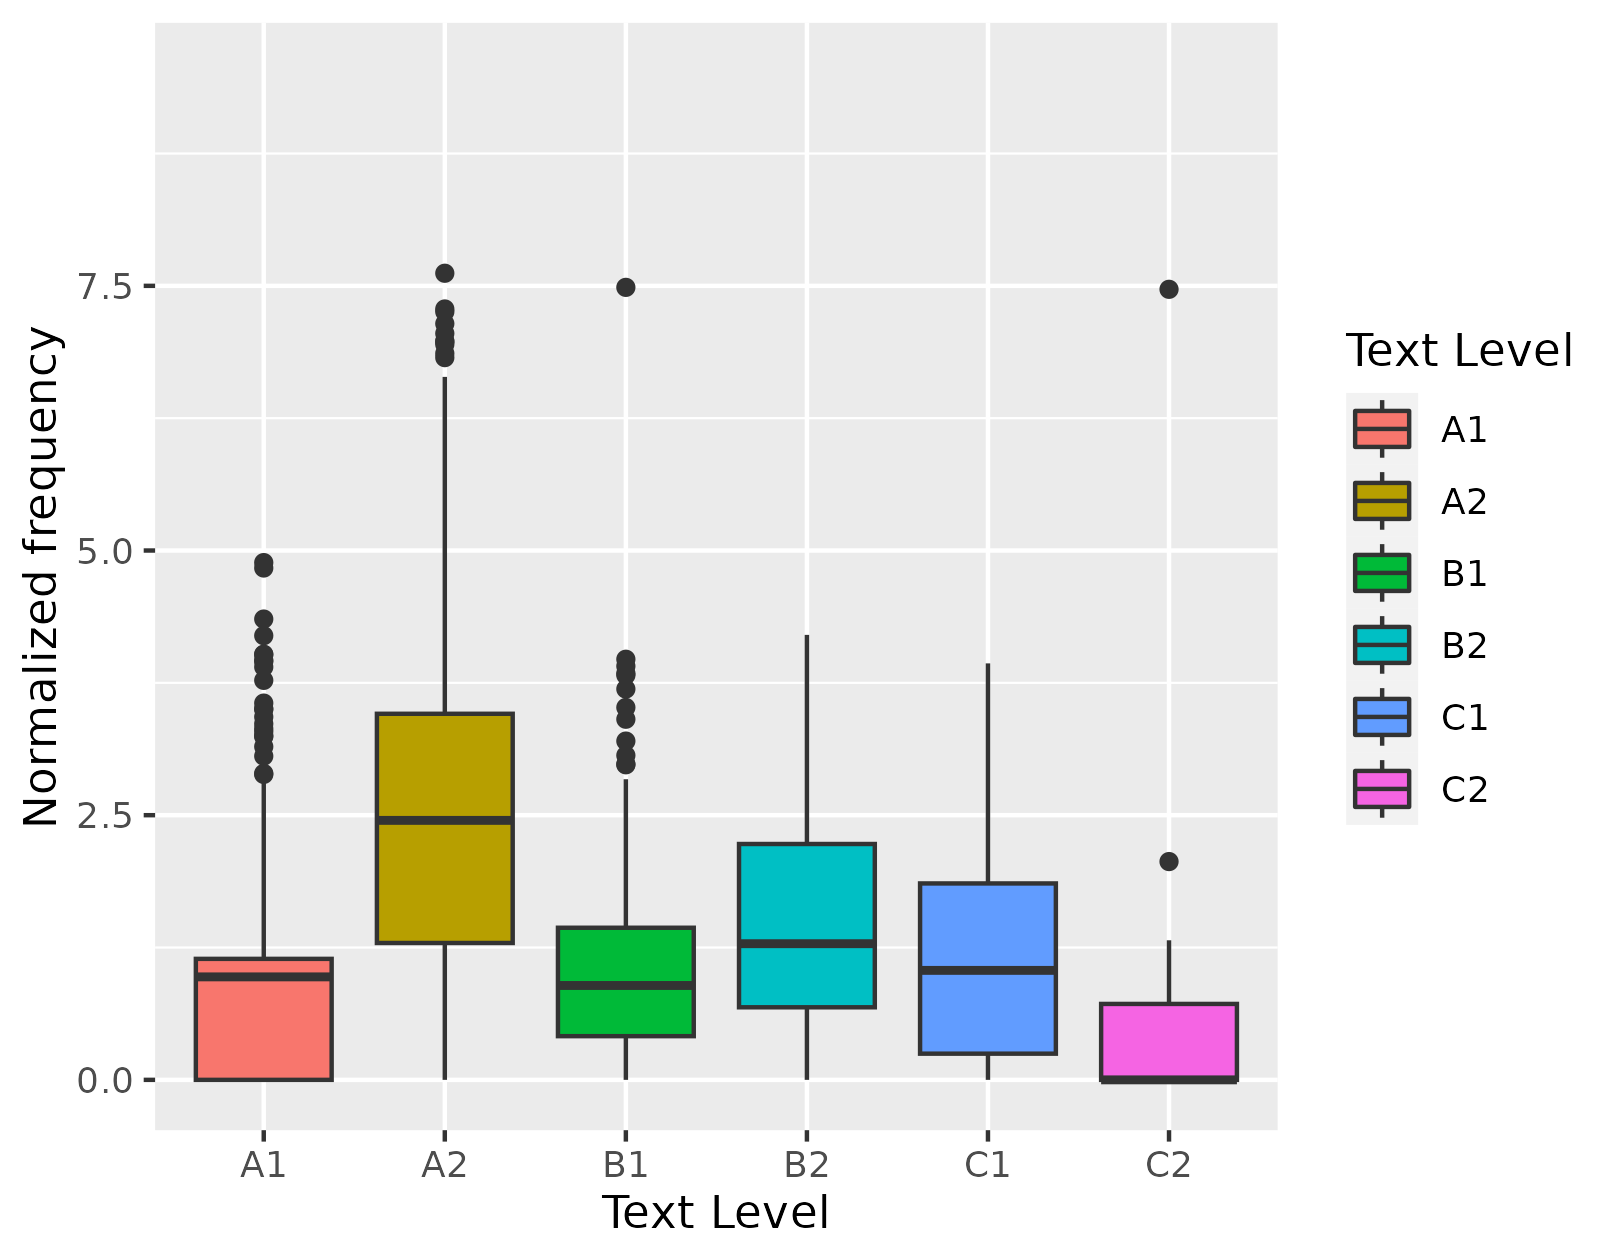 Normalized frequency
7.5
5.0
2.5
0.0
A1 A2 B1 B2 C1 C2
Text Level
Text Level
A1
A2
B1
B2
C1
C2